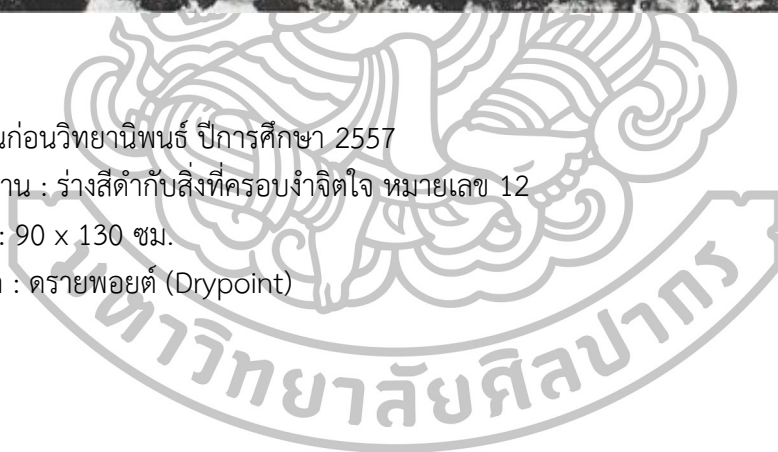 นก่อนวิทยานิพนธ์ ปีการศึกษา 2557
าน : ร่างสีดำกับสิ่งที่ครอบงำจิตใจ หมายเลข 12
: 90 x 130 ซม.
: ดรายพอยต์ (Drypoint)
มหาวิทยาลัยศิลปากร